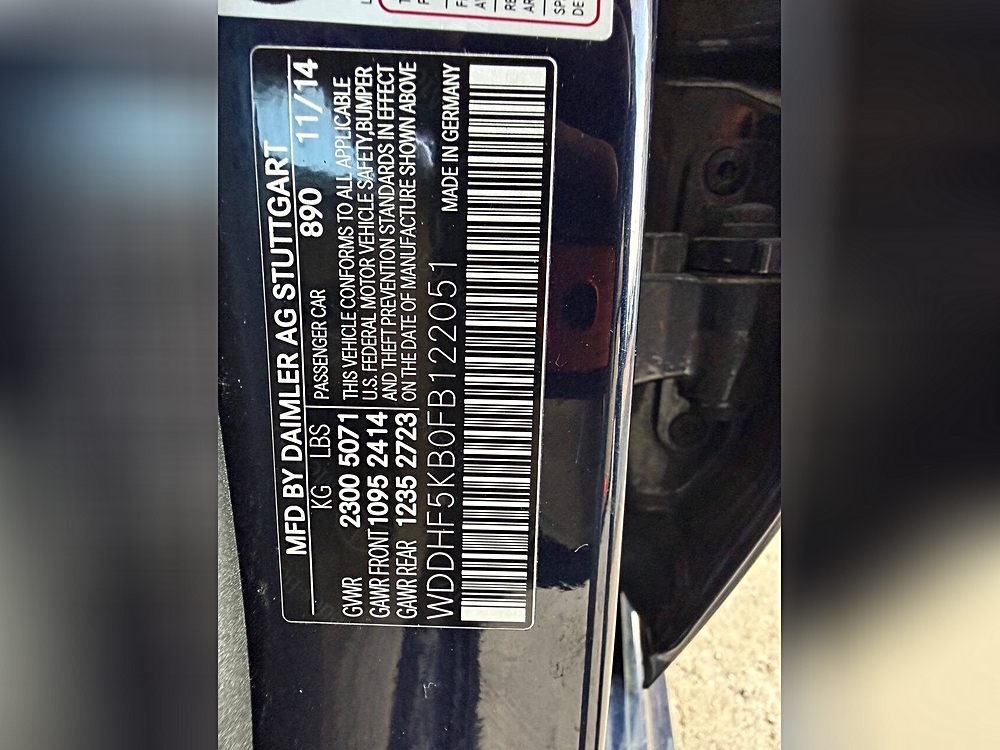 MFD BY DAIMLER AG STUTTGART
KG LBS PASSENGER CAR 890 11/14
GVWR 2300 5071 THIS VEHICLE CONFORMS TO ALL APPLICABLE
U.S. FEDERAL MOTOR VEHICLE SAFETY,BUMPER
GAWR FRONT 1095 2414 AND THEFT PREVENTION STANDARDS IN EFFECT
GAWR REAR 1235 2723 ON THE DATE OF MANUFACTURE SHOWN ABOVE
WDDHF5KB0FB122051 MADE IN GERMANY